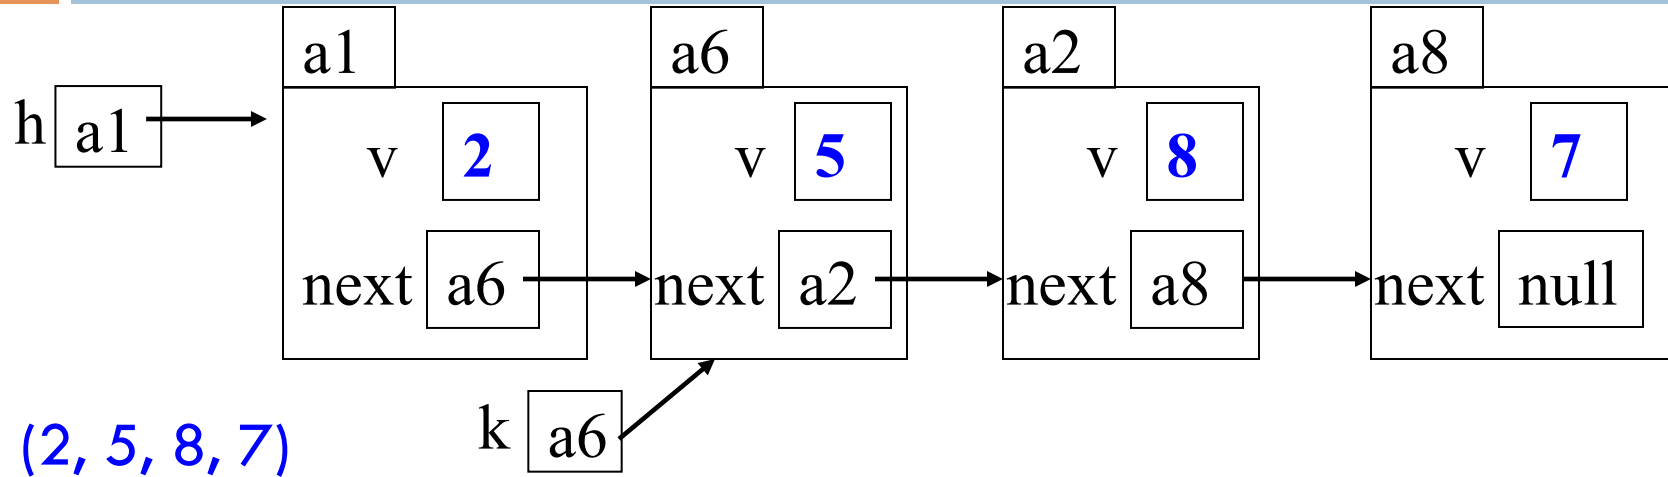 a1 a6 a2 a8
h a1
v 2 v 5 v 8 v 7
next a6 next a2 next a8 next null
k a6
(2, 5, 8, 7)